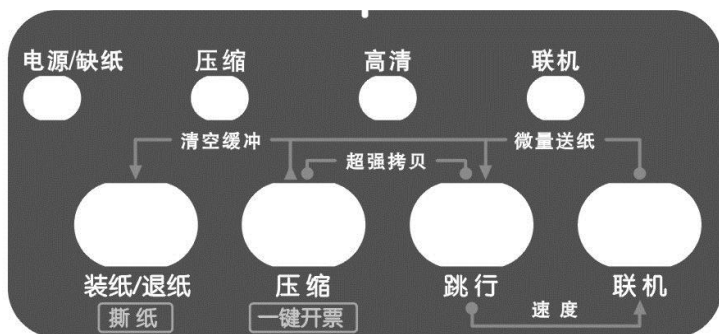 电源/缺纸 压缩 高清 联机
清空缓冲 微量送纸
超强拷贝
装纸/退纸 压缩 跳行 联机
撕纸 一键开票 速度